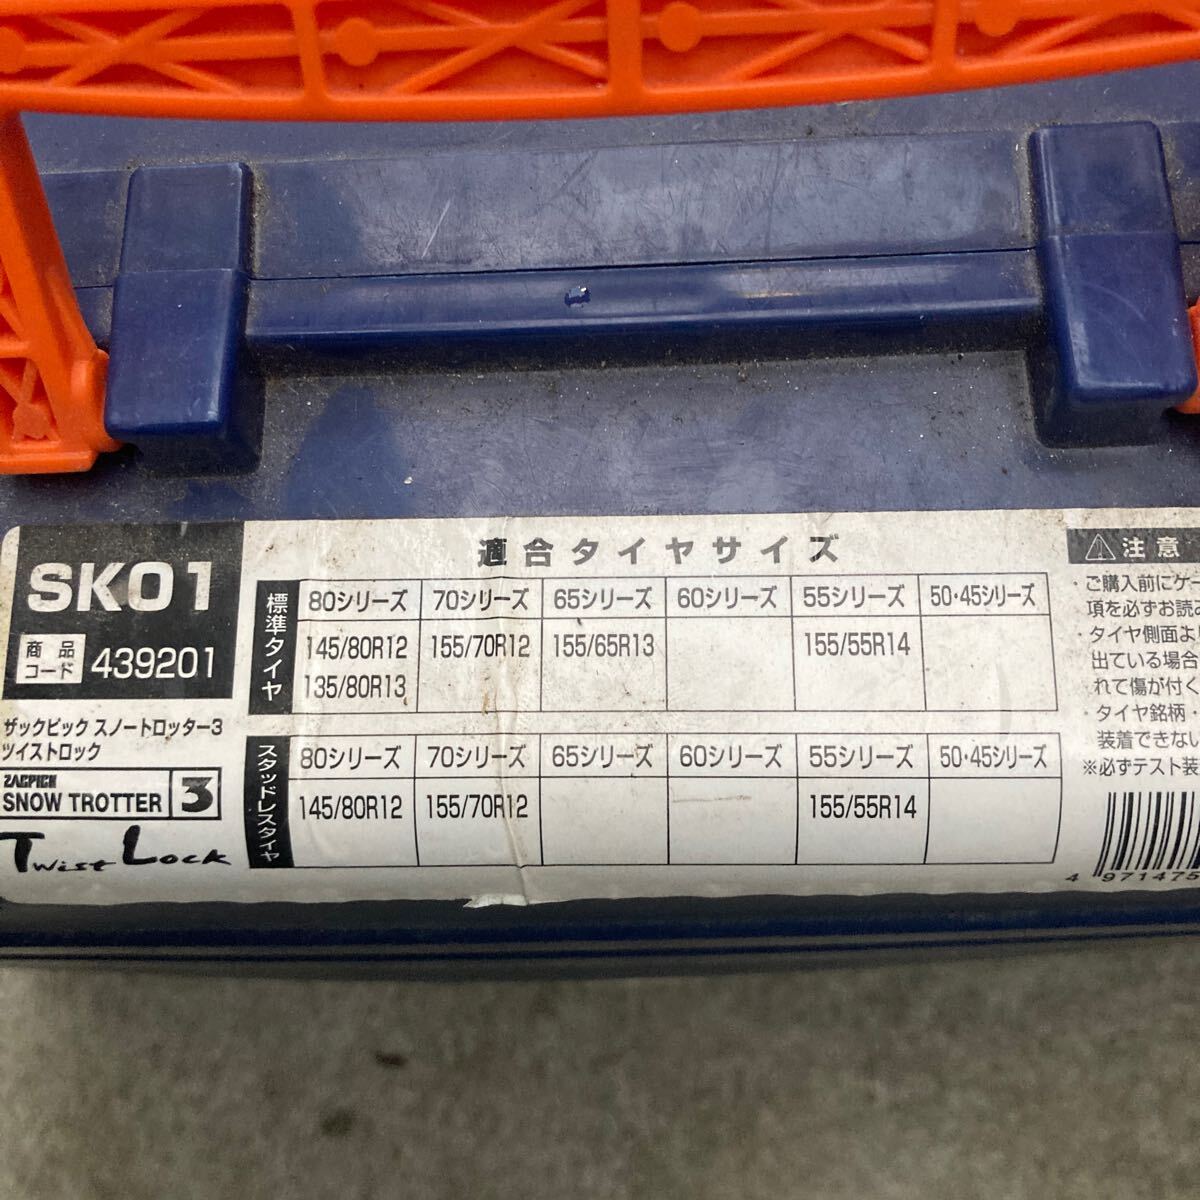 SK01
商品コード 439201
ザックピック スノートロッター3
ツイストロック
ZACPICK
SNOW TROTTER 3
Twist Lock
適合タイヤサイズ
標準タイヤ
80シリーズ 70シリーズ 65シリーズ 60シリーズ 55シリーズ 50・45シリーズ
145/80R12 155/70R12 155/65R13 155/55R14
135/80R13
スタッドレスタイヤ
80シリーズ 70シリーズ 65シリーズ 60シリーズ 55シリーズ 50・45シリーズ
145/80R12 155/70R12 155/55R14
注意
・ご購入前にケー
項を必ずお読み
・タイヤ側面よ
出ている場合
れて傷が付く
・タイヤ銘柄・
装着できない
※必ずテスト装
4 971475